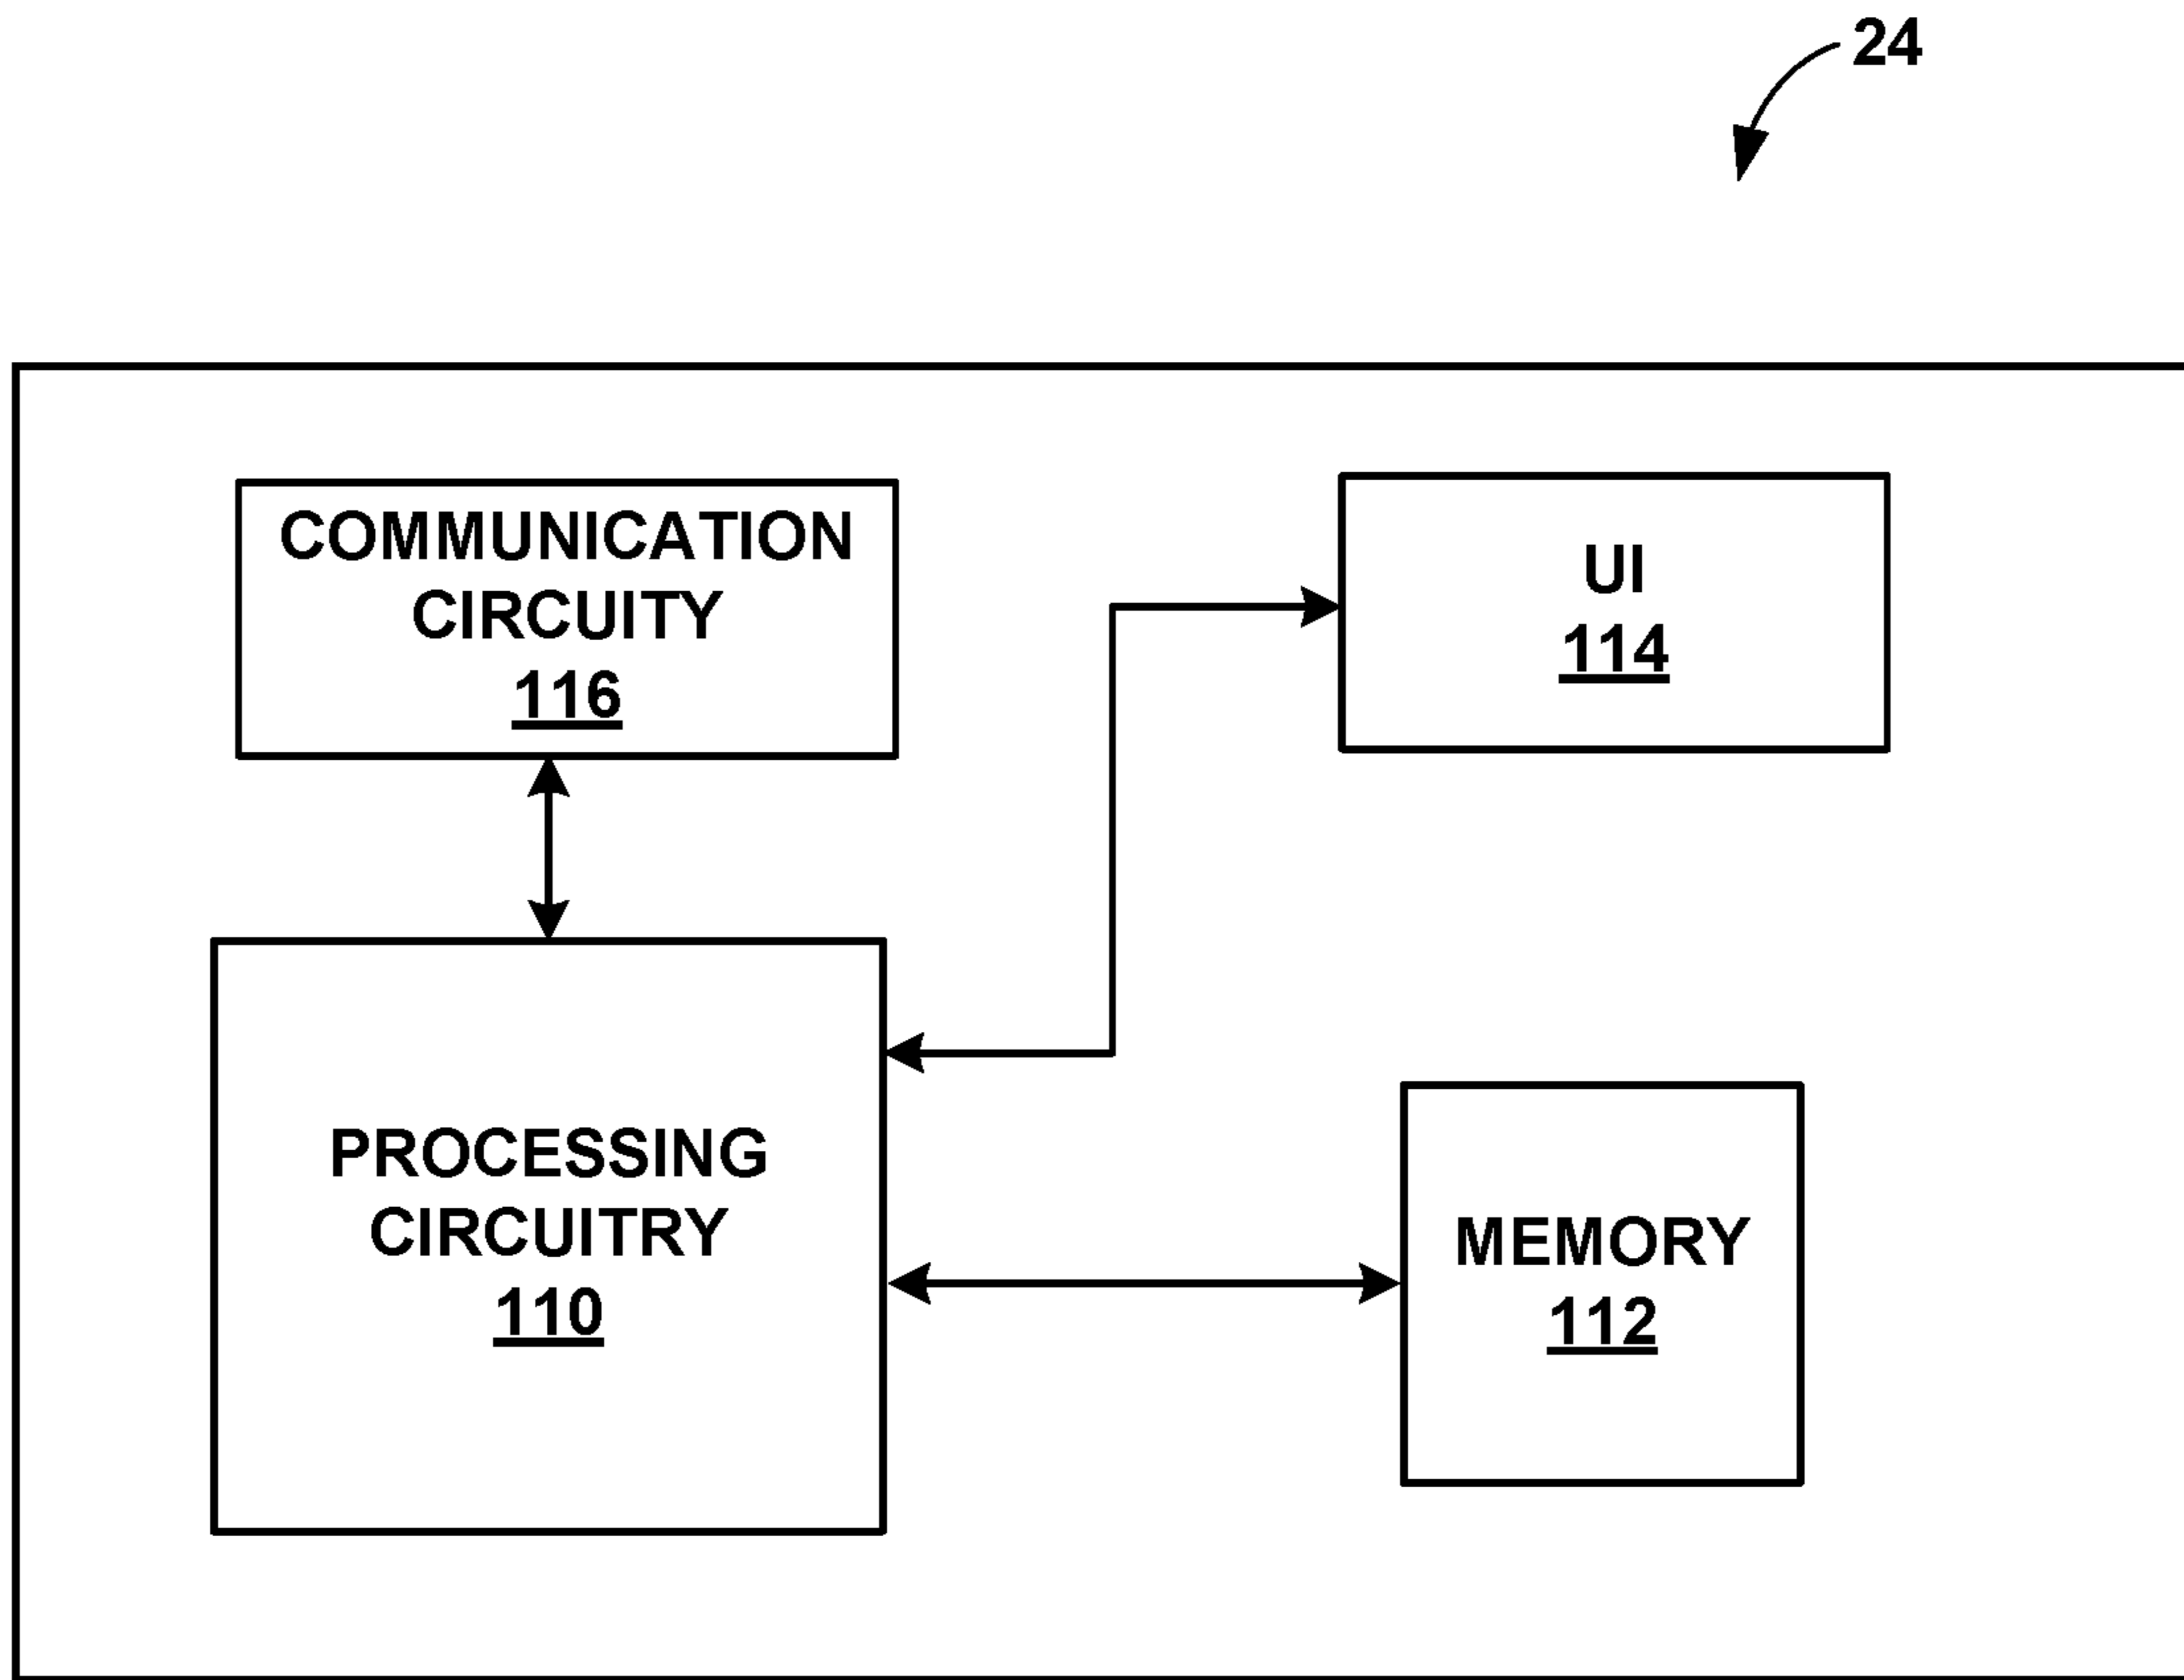 24
COMMUNICATION
CIRCUITY
116
UI
114
PROCESSING
CIRCUITRY
110
MEMORY
112